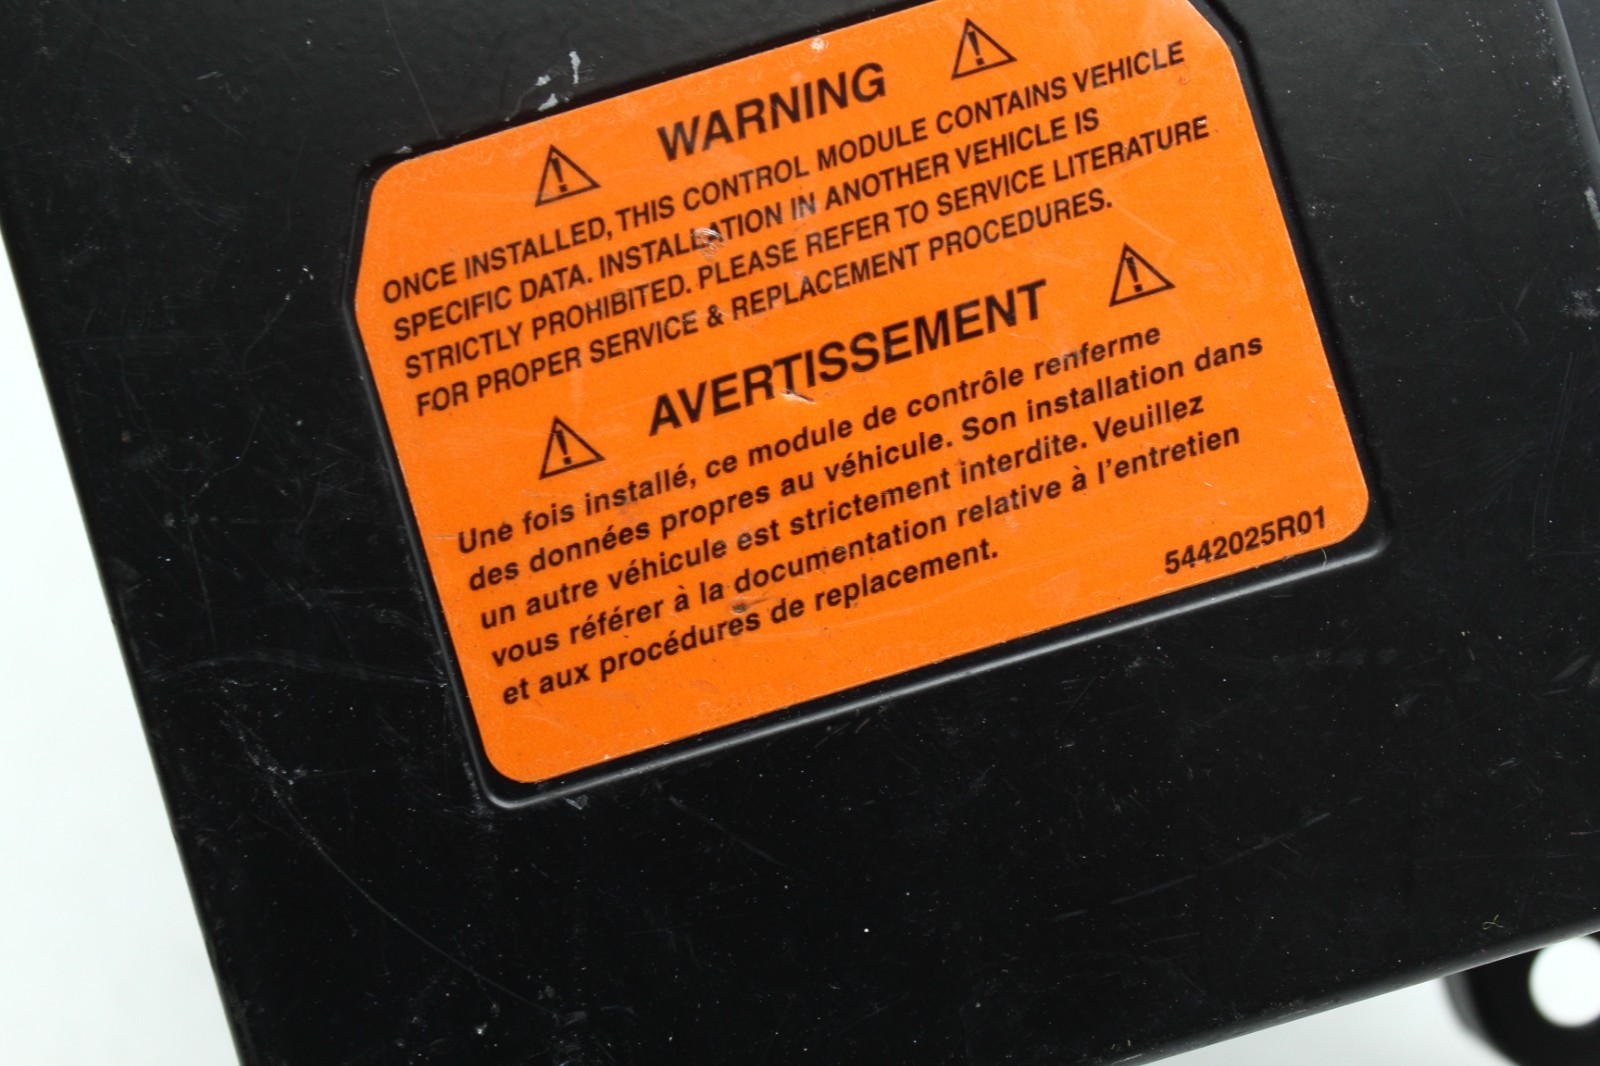 WARNING
ONCE INSTALLED, THIS CONTROL MODULE CONTAINS VEHICLE
SPECIFIC DATA. INSTALLATION IN ANOTHER VEHICLE IS
STRICTLY PROHIBITED. PLEASE REFER TO SERVICE LITERATURE
FOR PROPER SERVICE & REPLACEMENT PROCEDURES.
AVERTISSEMENT
Une fois installé, ce module de contrôle renferme
des données propres au véhicule. Son installation dans
un autre véhicule est strictement interdite. Veuillez
vous référer à la documentation relative à l'entretien
et aux procédures de replacement.
5442025R01